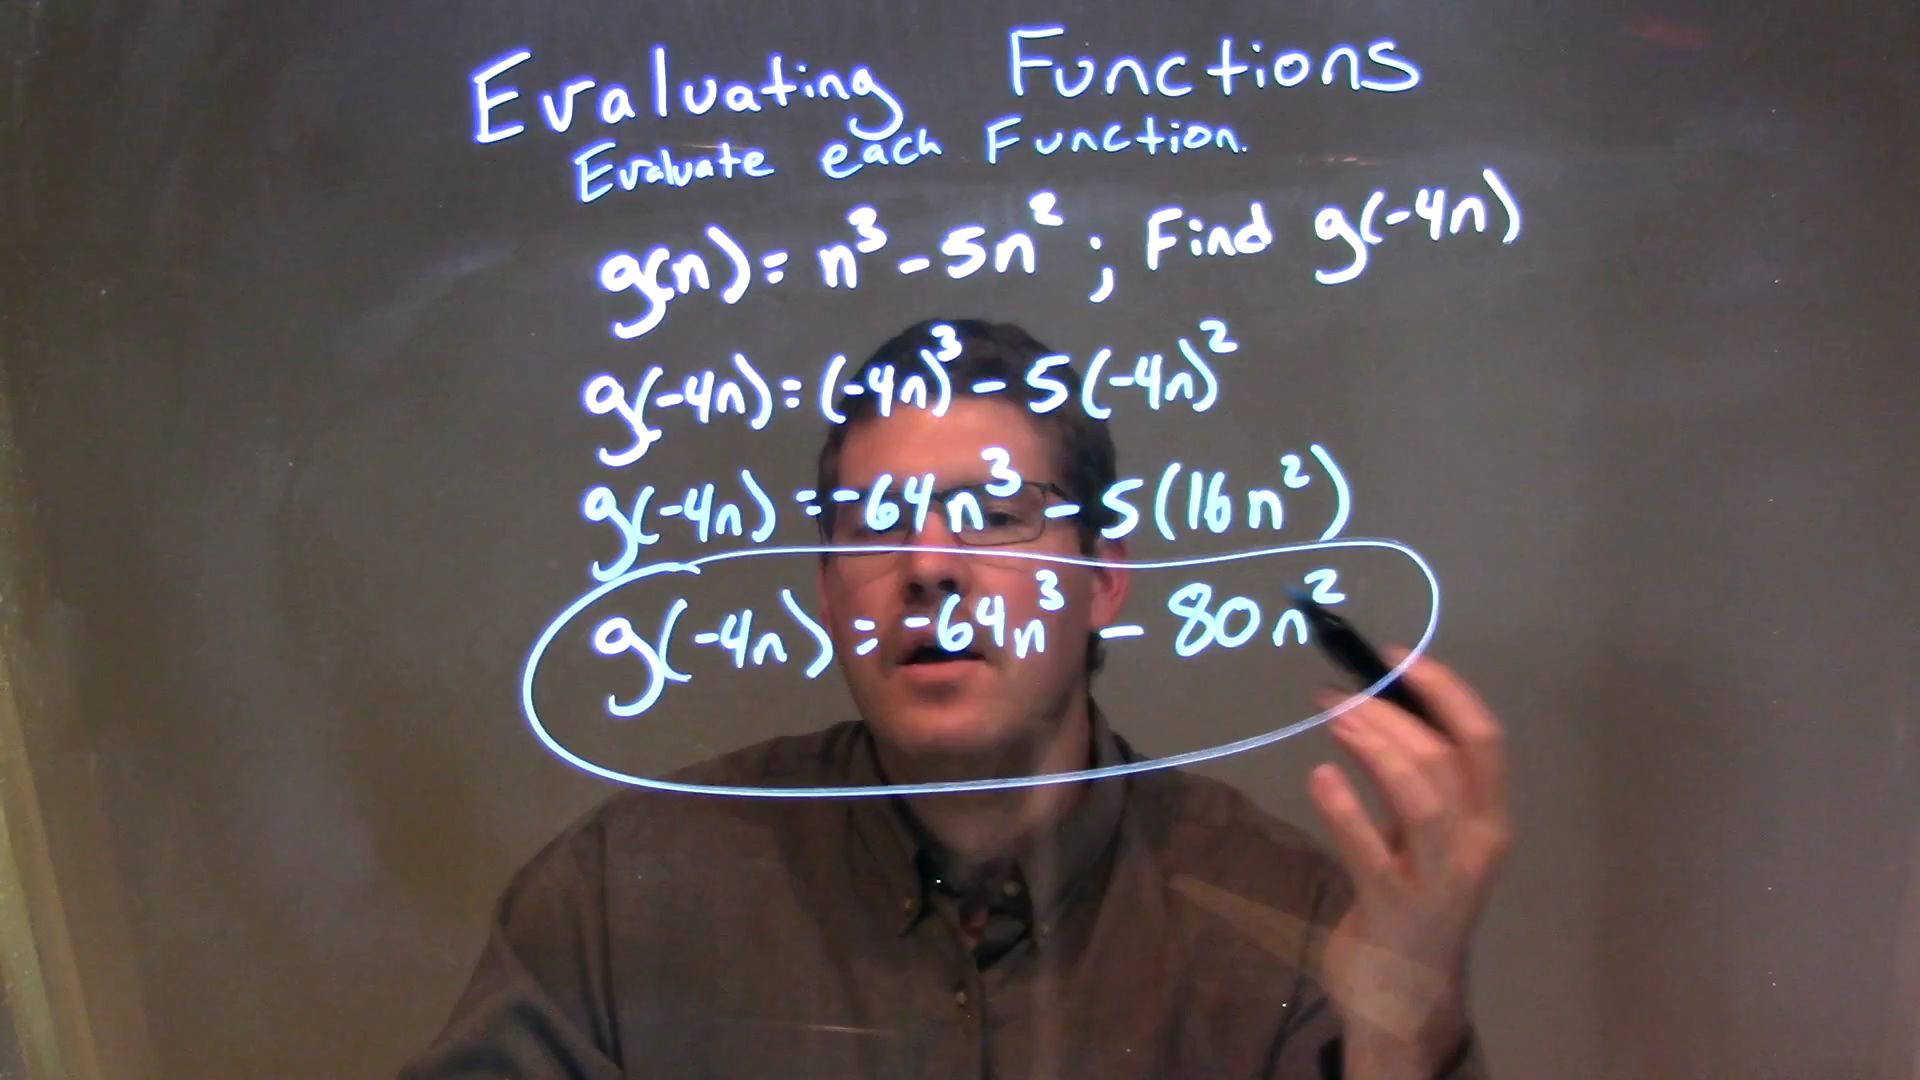 Evaluating Functions
Evaluate each Function.
g(n) = n³ - 5n² ; Find g(-4n)
g(-4n) = (-4n)³ - 5(-4n)²
g(-4n) = -64n³ - 5(16n²)
g(-4n) = -64n³ - 80n²